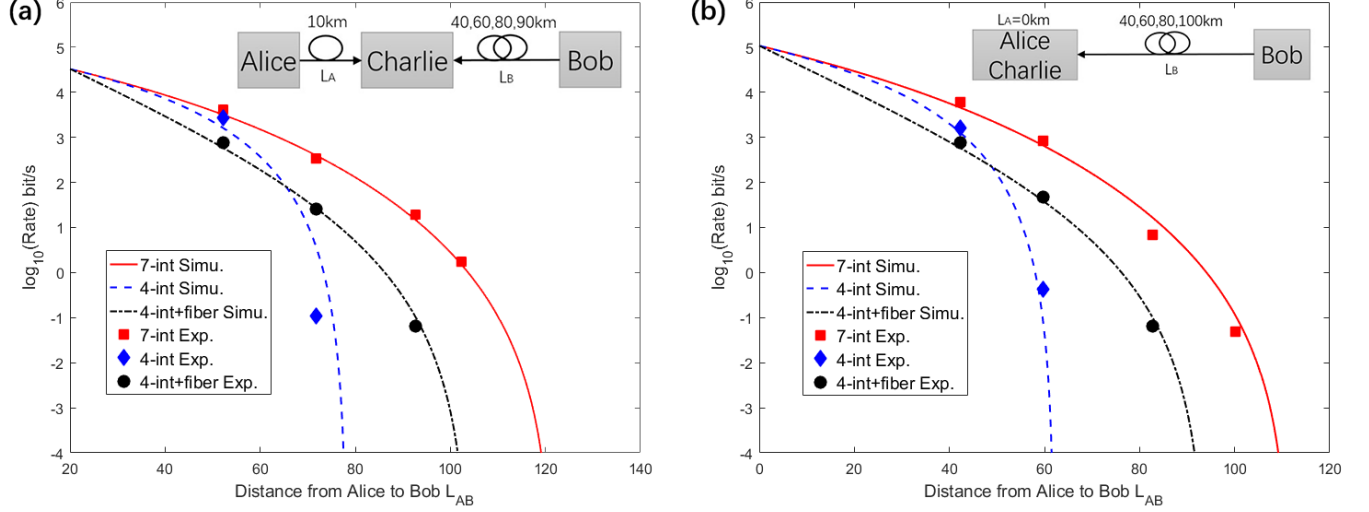 (a)
10km
40,60,80,90km
Alice
Charlie
Bob
LA
LB
log10(Rate) bit/s
6
5
4
3
2
1
0
-1
-2
-3
-4
7-int Simu.
4-int Simu.
4-int+fiber Simu.
7-int Exp.
4-int Exp.
4-int+fiber Exp.
20 40 60 80 100 120 140
Distance from Alice to Bob LAB
(b)
LA=0km
40,60,80,100km
Alice
Charlie
Bob
LB
log10(Rate) bit/s
6
5
4
3
2
1
0
-1
-2
-3
-4
7-int Simu.
4-int Simu.
4-int+fiber Simu.
7-int Exp.
4-int Exp.
4-int+fiber Exp.
0 20 40 60 80 100 120
Distance from Alice to Bob LAB